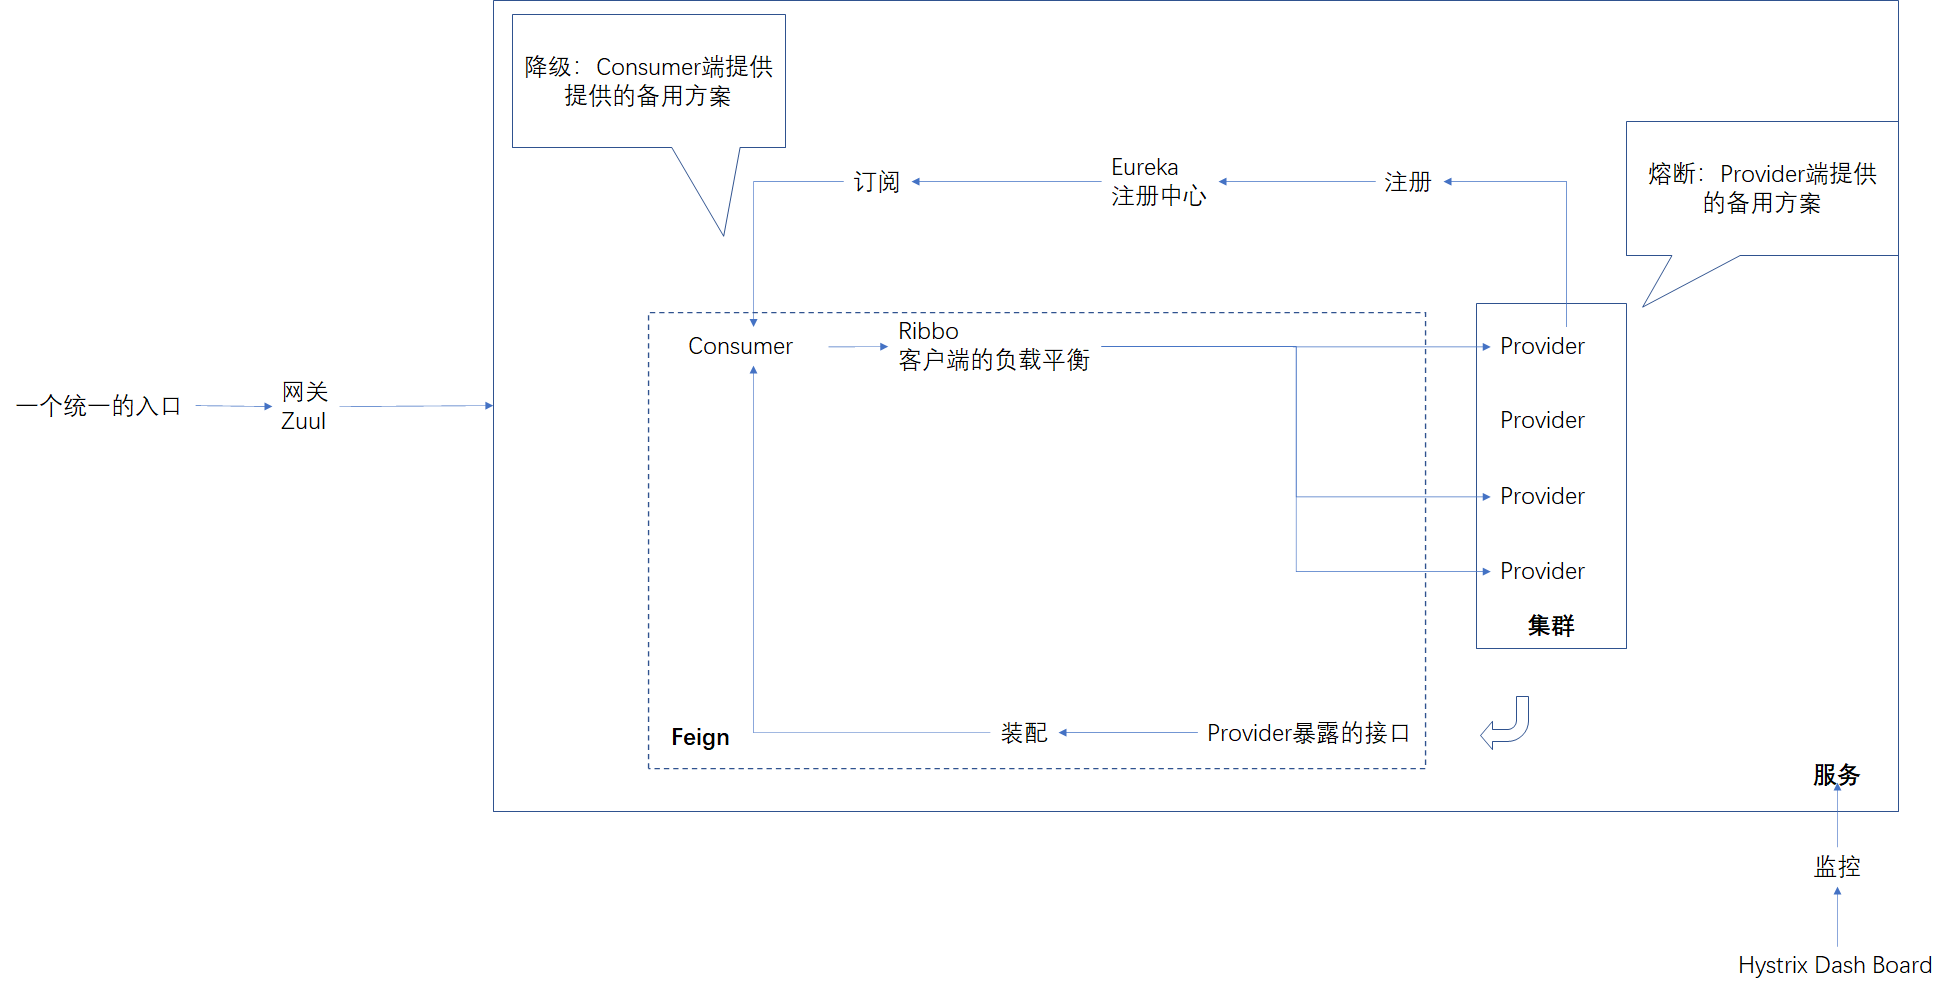 降级：Consumer端提供
提供的备用方案
熔断：Provider端提供
的备用方案
订阅
Eureka
注册中心
注册
Consumer
Ribbo
客户端的负载平衡
Provider
Provider
Provider
Provider
集群
一个统一的入口
网关
Zuul
Feign
装配
Provider暴露的接口
服务
监控
Hystrix Dash Board